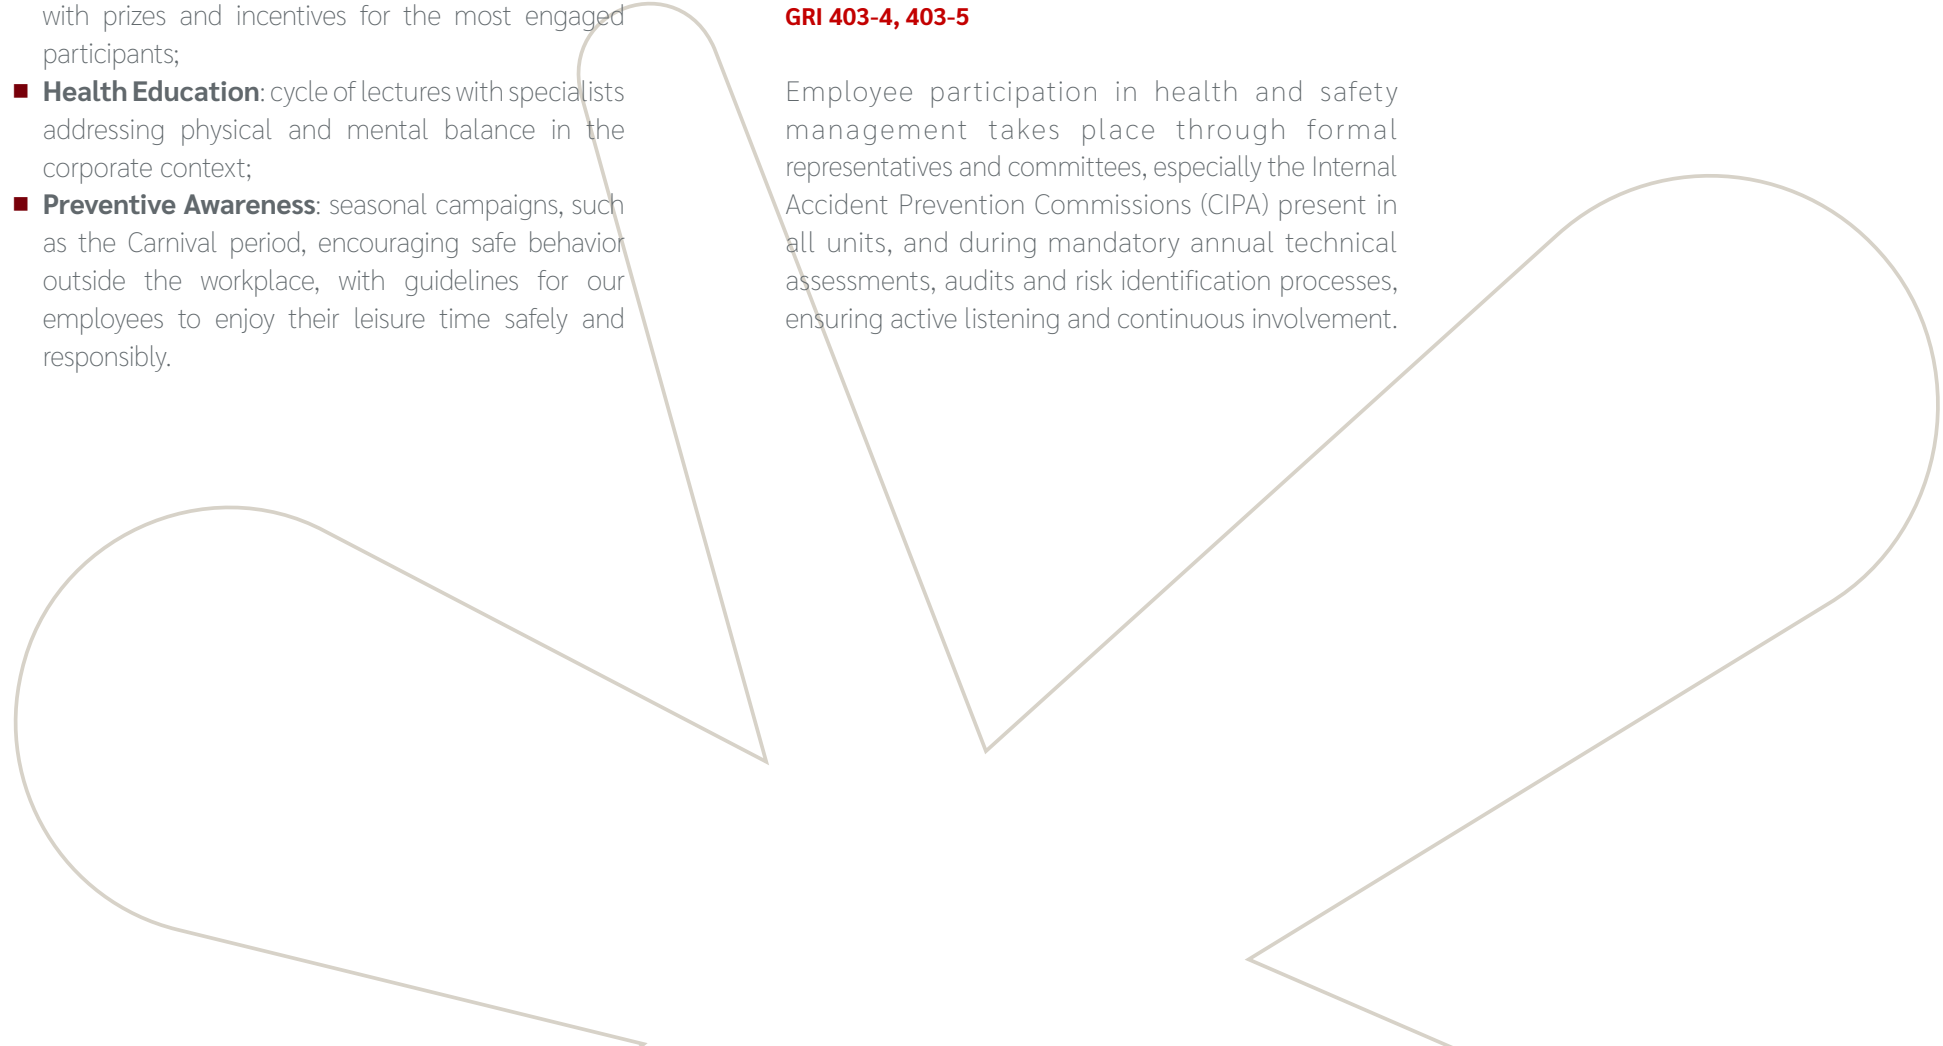 with prizes and incentives for the most engaged
participants;
■ Health Education: cycle of lectures with specialists
addressing physical and mental balance in the
corporate context;
■ Preventive Awareness: seasonal campaigns, such
as the Carnival period, encouraging safe behavior
outside the workplace, with guidelines for our
employees to enjoy their leisure time safely and
responsibly.
GRI 403-4, 403-5
Employee participation in health and safety
management takes place through formal
representatives and committees, especially the Internal
Accident Prevention Commissions (CIPA) present in
all units, and during mandatory annual technical
assessments, audits and risk identification processes,
ensuring active listening and continuous involvement.